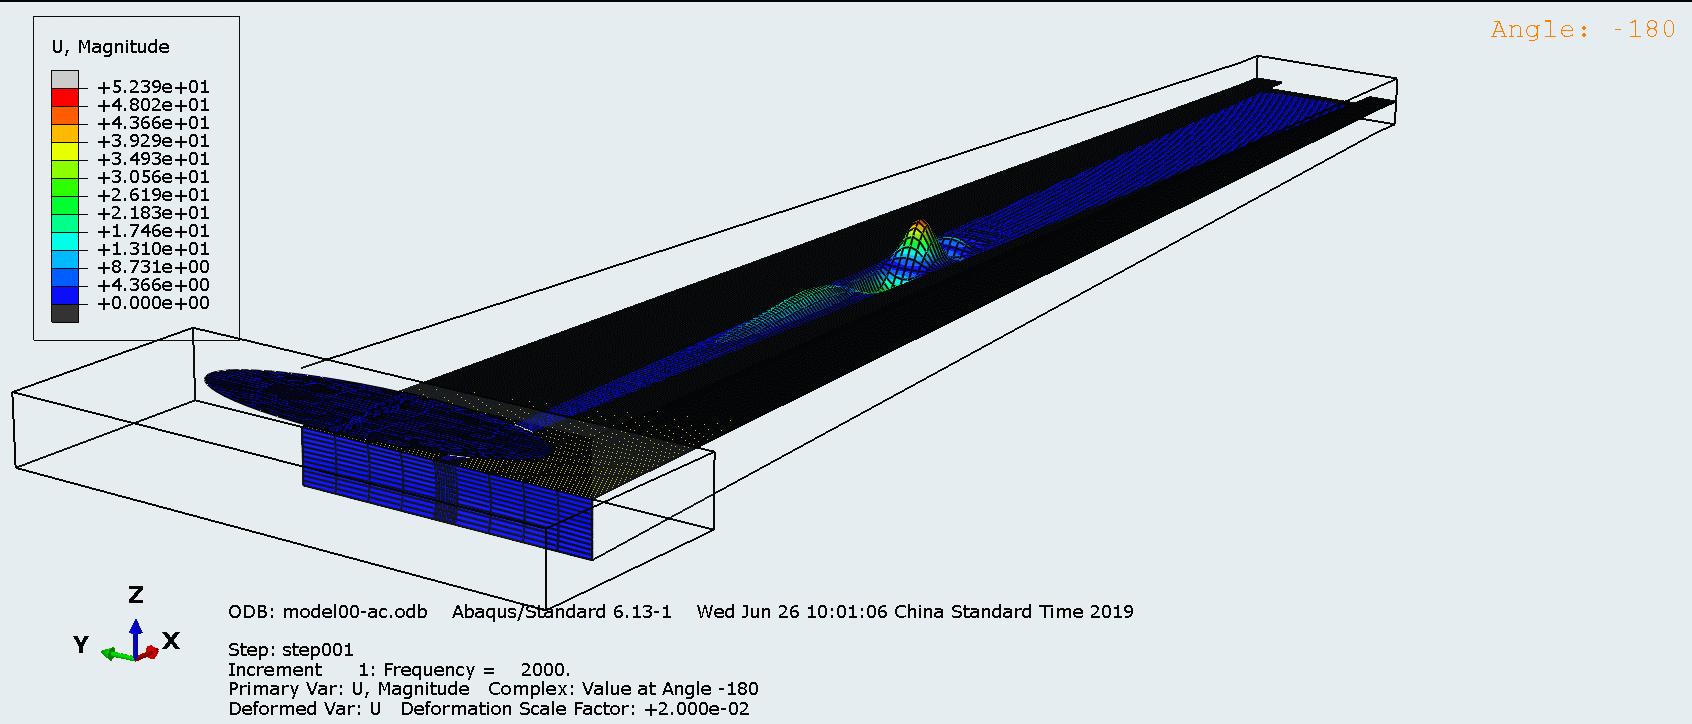 Angle: -180
U, Magnitude
+5.239e+01
+4.802e+01
+4.366e+01
+3.929e+01
+3.493e+01
+3.056e+01
+2.619e+01
+2.183e+01
+1.746e+01
+1.310e+01
+8.731e+00
+4.366e+00
+0.000e+00
Z
Y
X
ODB: model00-ac.odb    Abaqus/Standard 6.13-1    Wed Jun 26 10:01:06 China Standard Time 2019
Step: step001
Increment      1: Frequency =    2000.
Primary Var: U, Magnitude   Complex: Value at Angle -180
Deformed Var: U   Deformation Scale Factor: +2.000e-02